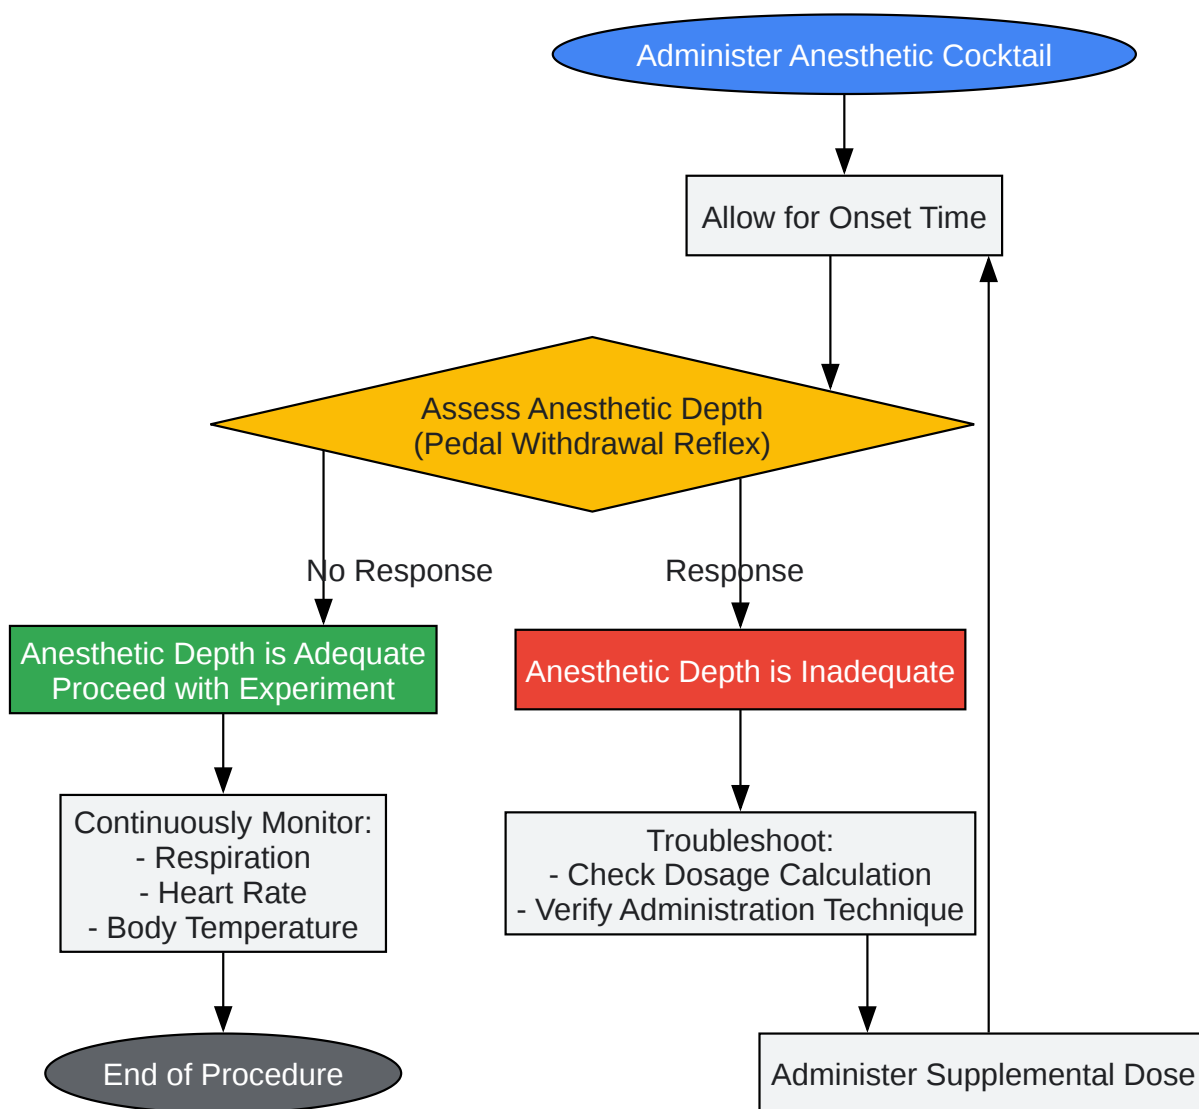 Administer Anesthetic Cocktail
Allow for Onset Time
Assess Anesthetic Depth
(Pedal Withdrawal Reflex)
No Response
Response
Anesthetic Depth is Adequate
Proceed with Experiment
Anesthetic Depth is Inadequate
Continuously Monitor:
- Respiration
- Heart Rate
- Body Temperature
Troubleshoot:
- Check Dosage Calculation
- Verify Administration Technique
End of Procedure
Administer Supplemental Dose